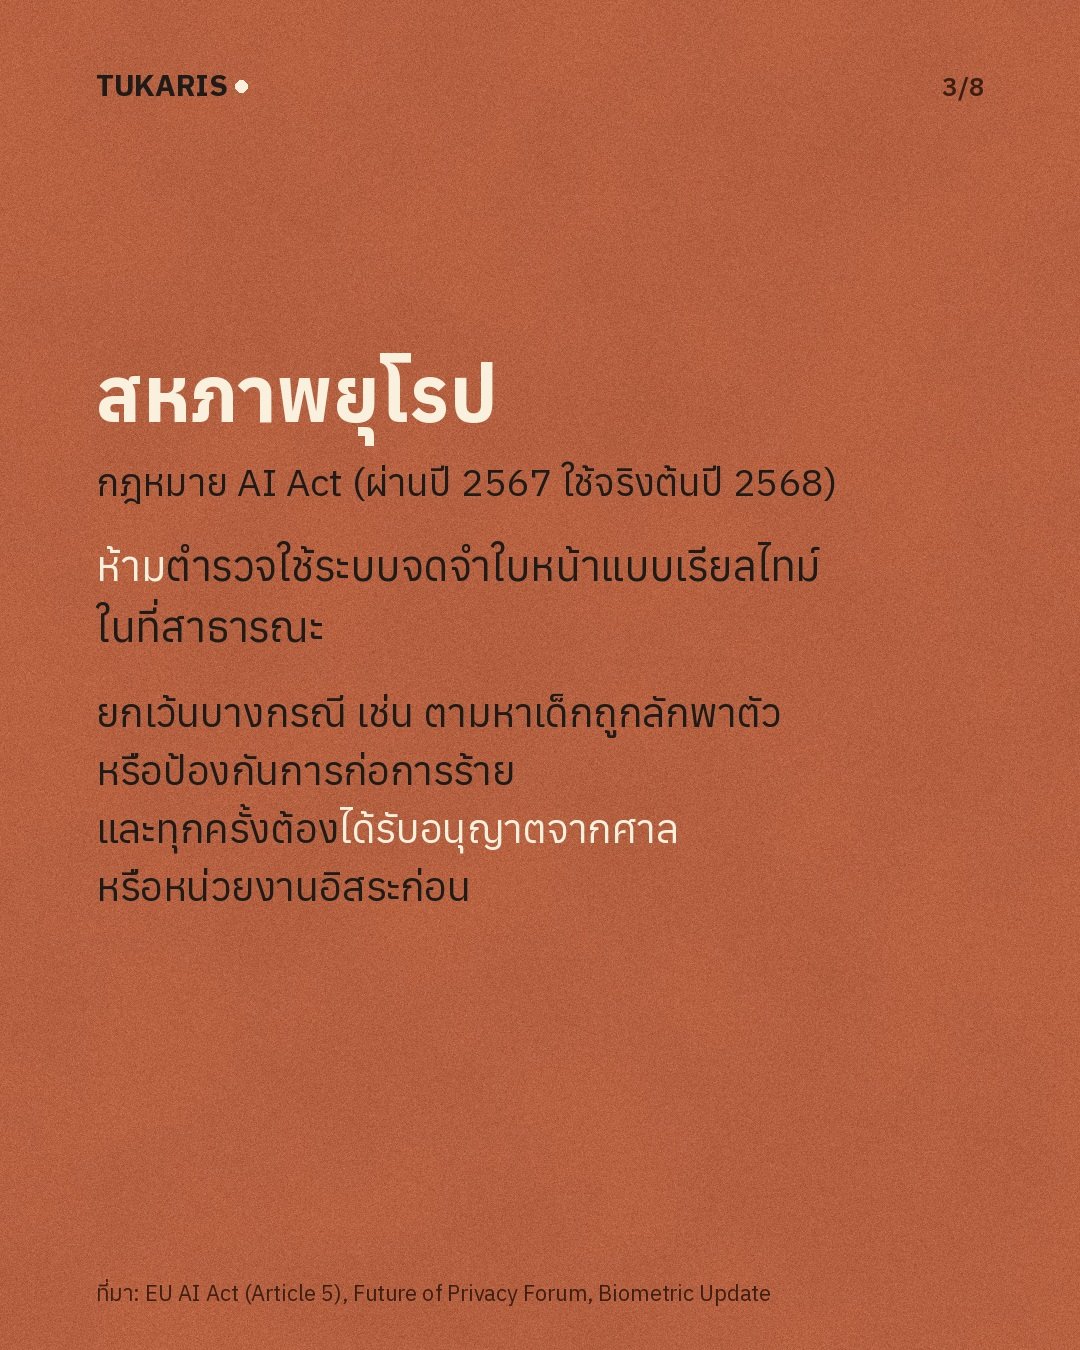 TUKARIS
3/8
สหภาพยุโรป
กฎหมาย AI Act (ผ่านปี 2567 ใช้จริงต้นปี 2568)
ห้ามตำรวจใช้ระบบจดจำใบหน้าแบบเรียลไทม์
ในที่สาธารณะ
ยกเว้นบางกรณี เช่น ตามหาเด็กถูกลักพาตัว
หรือป้องกันการก่อการร้าย
และทุกครั้งต้องได้รับอนุญาตจากศาล
หรือหน่วยงานอิสระก่อน
ที่มา: EU AI Act (Article 5), Future of Privacy Forum, Biometric Update